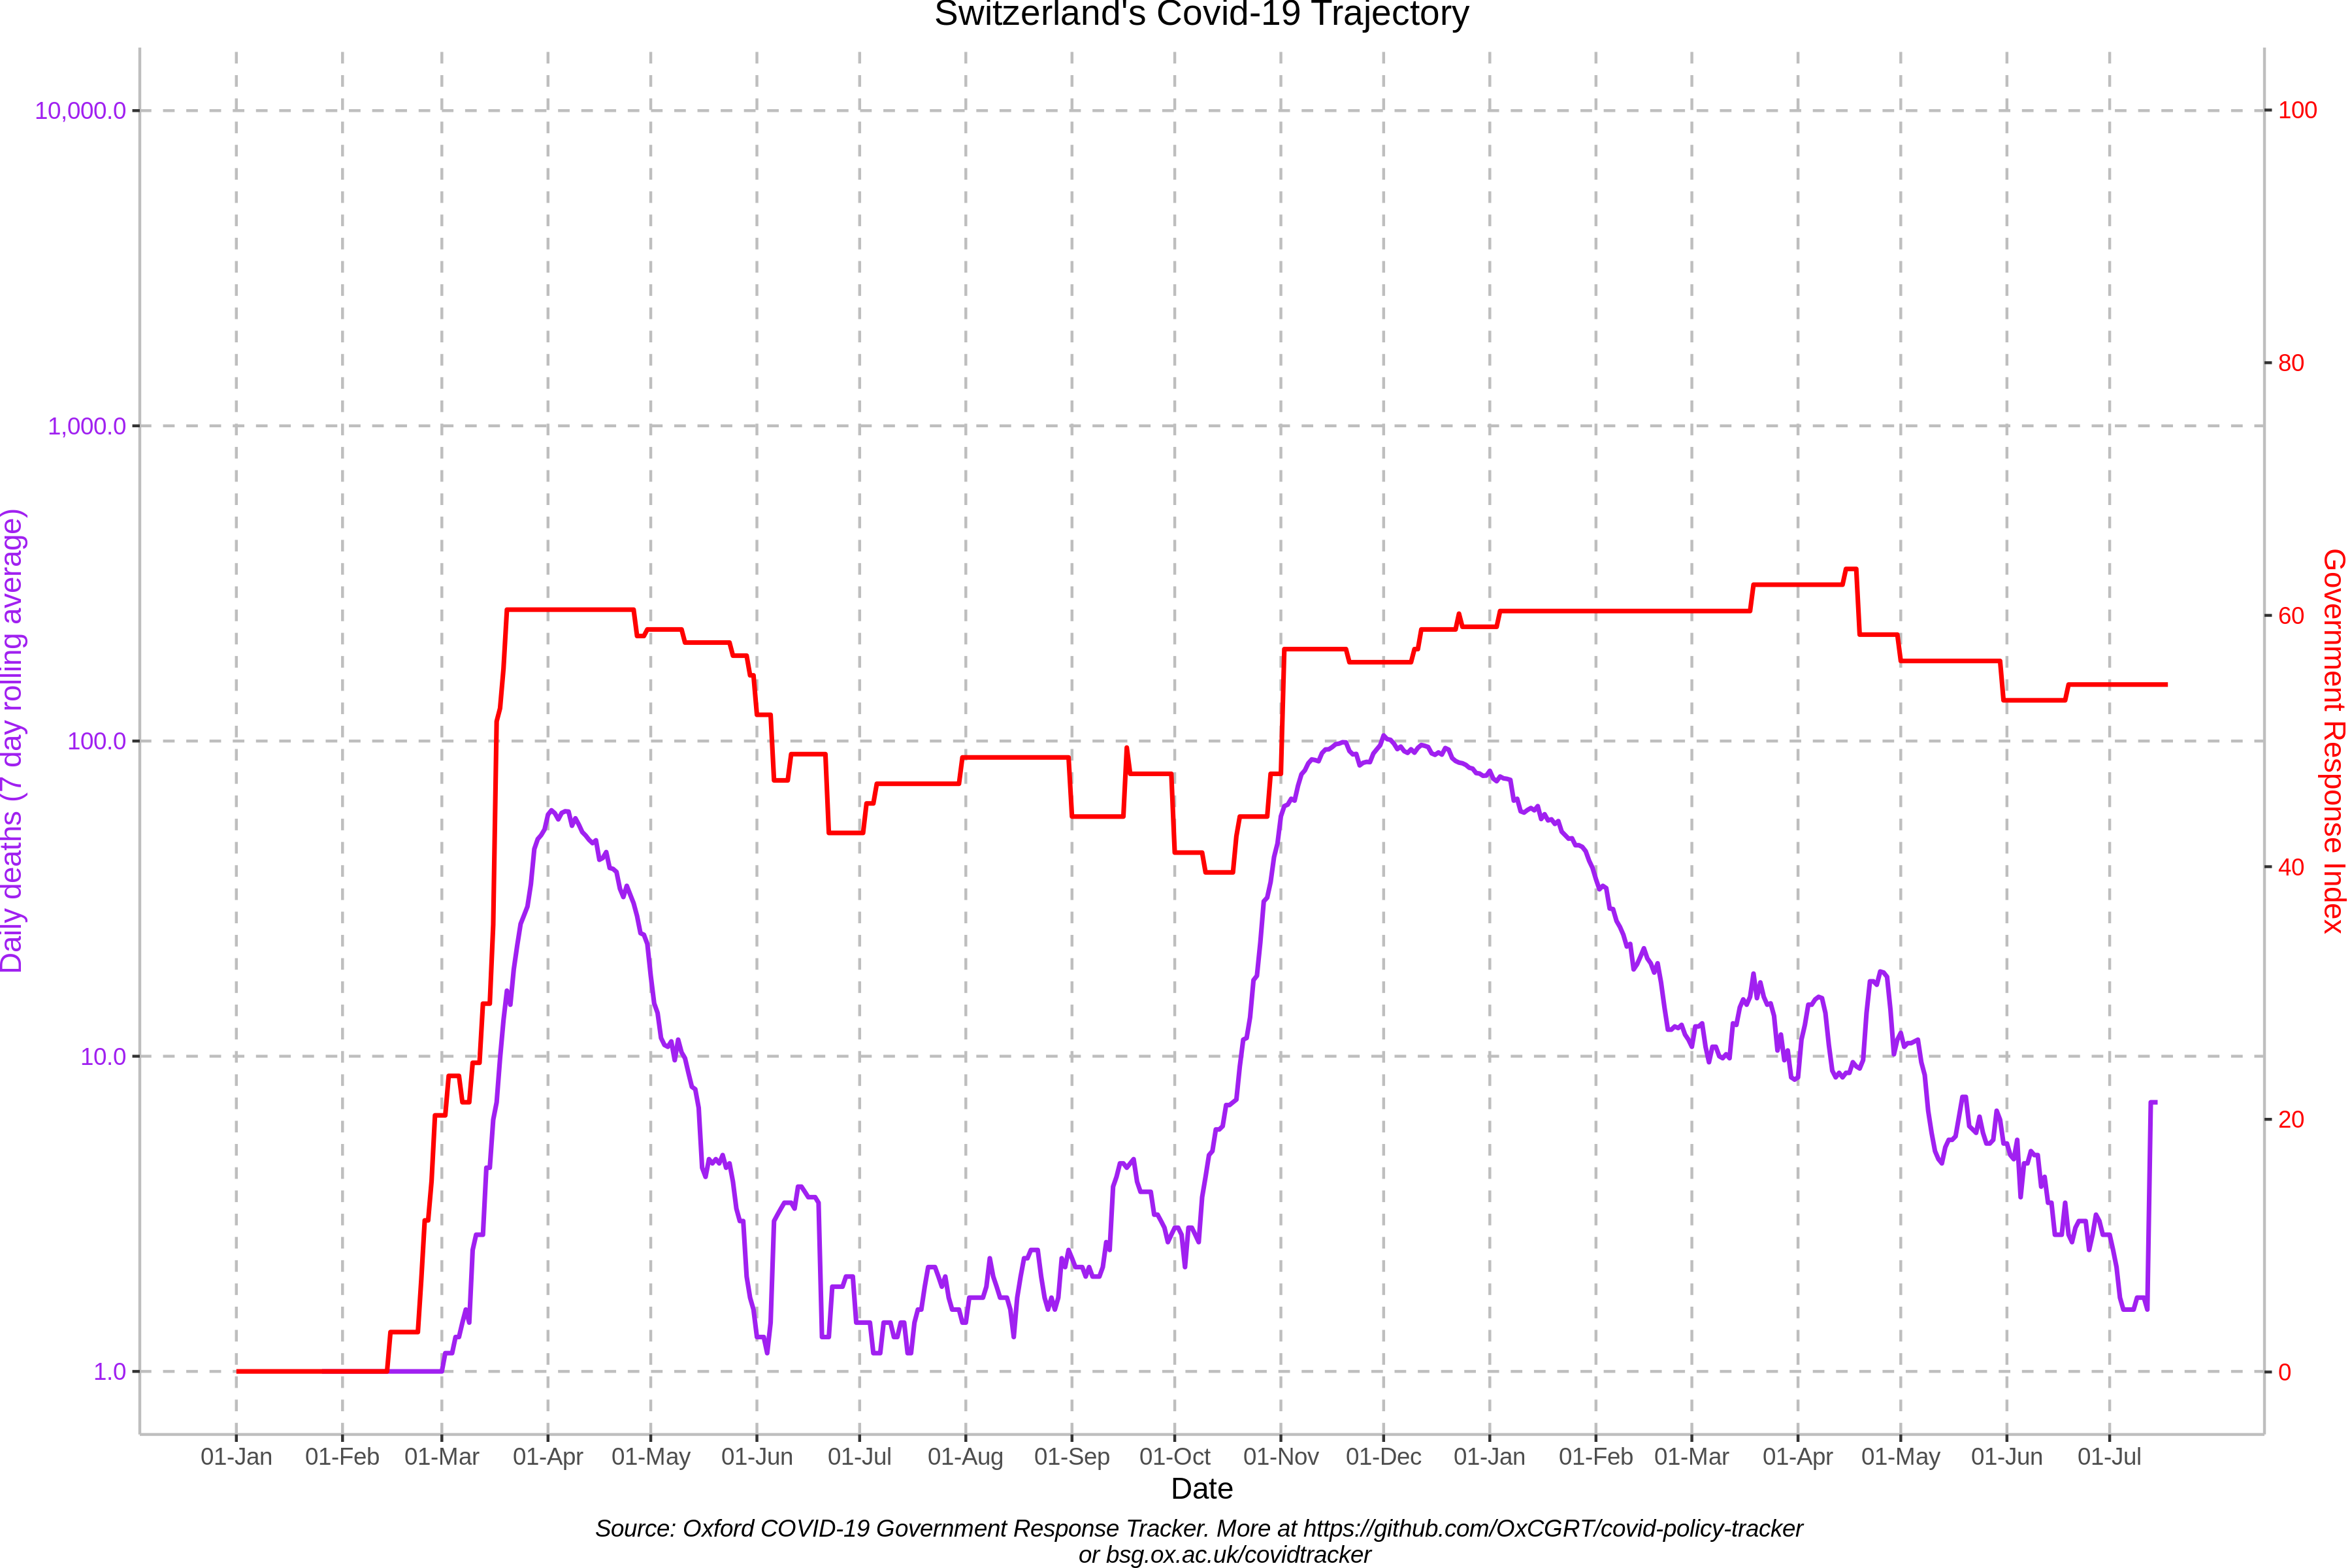 Switzerland's Covid-19 Trajectory
10,000.0
1,000.0
100.0
10.0
1.0
Daily deaths (7 day rolling average)
100
80
60
40
20
0
Government Response Index
01-Jan 01-Feb 01-Mar 01-Apr 01-May 01-Jun 01-Jul 01-Aug 01-Sep 01-Oct 01-Nov 01-Dec 01-Jan 01-Feb 01-Mar 01-Apr 01-May 01-Jun 01-Jul
Date
Source: Oxford COVID-19 Government Response Tracker. More at https://github.com/OxCGRT/covid-policy-tracker
or bsg.ox.ac.uk/covidtracker